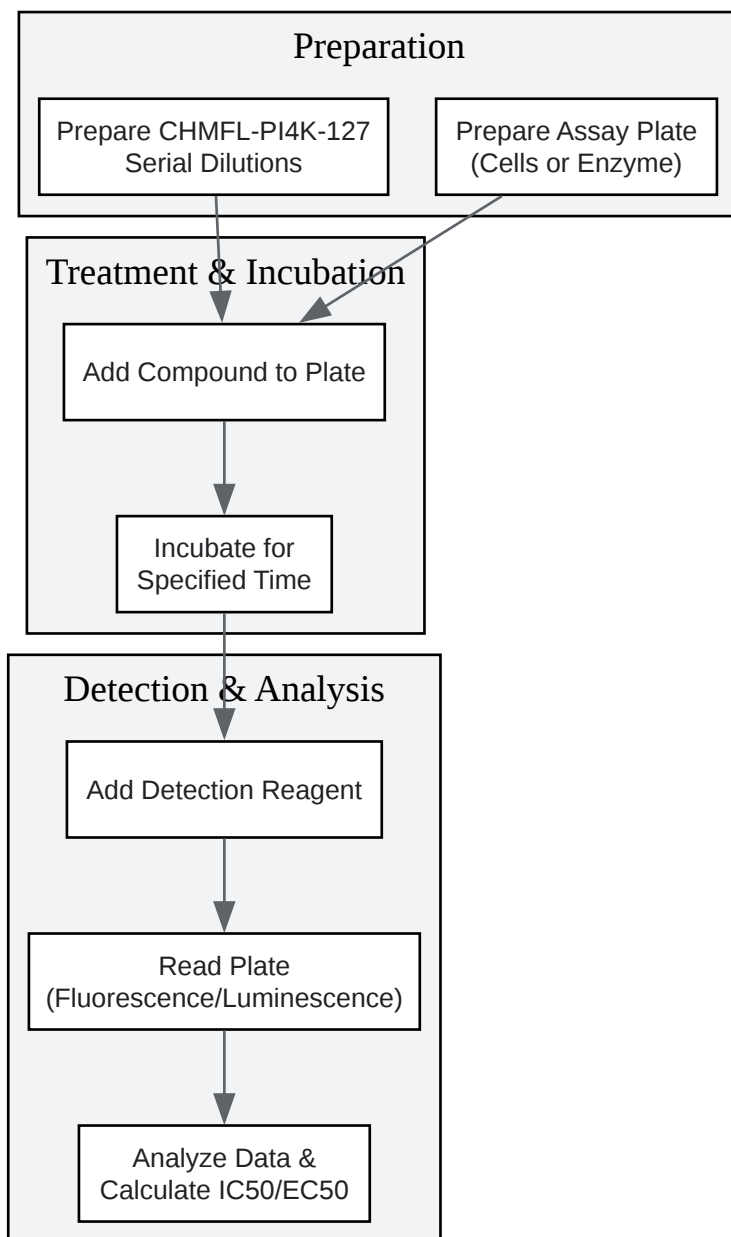 Preparation
Prepare CHMFL-PI4K-127
Serial Dilutions
Prepare Assay Plate
(Cells or Enzyme)
Treatment & Incubation
Add Compound to Plate
Incubate for
Specified Time
Detection & Analysis
Add Detection Reagent
Read Plate
(Fluorescence/Luminescence)
Analyze Data &
Calculate IC50/EC50